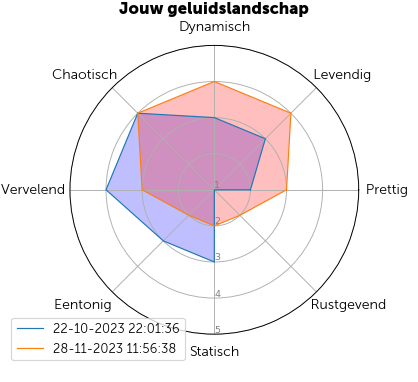 Jouw geluidslandschap
Dynamisch
Chaotisch
Levendig
Vervelend
1
Prettig
2
3
4
Eentonig
Rustgevend
5
22-10-2023 22:01:36
28-11-2023 11:56:38
Statisch